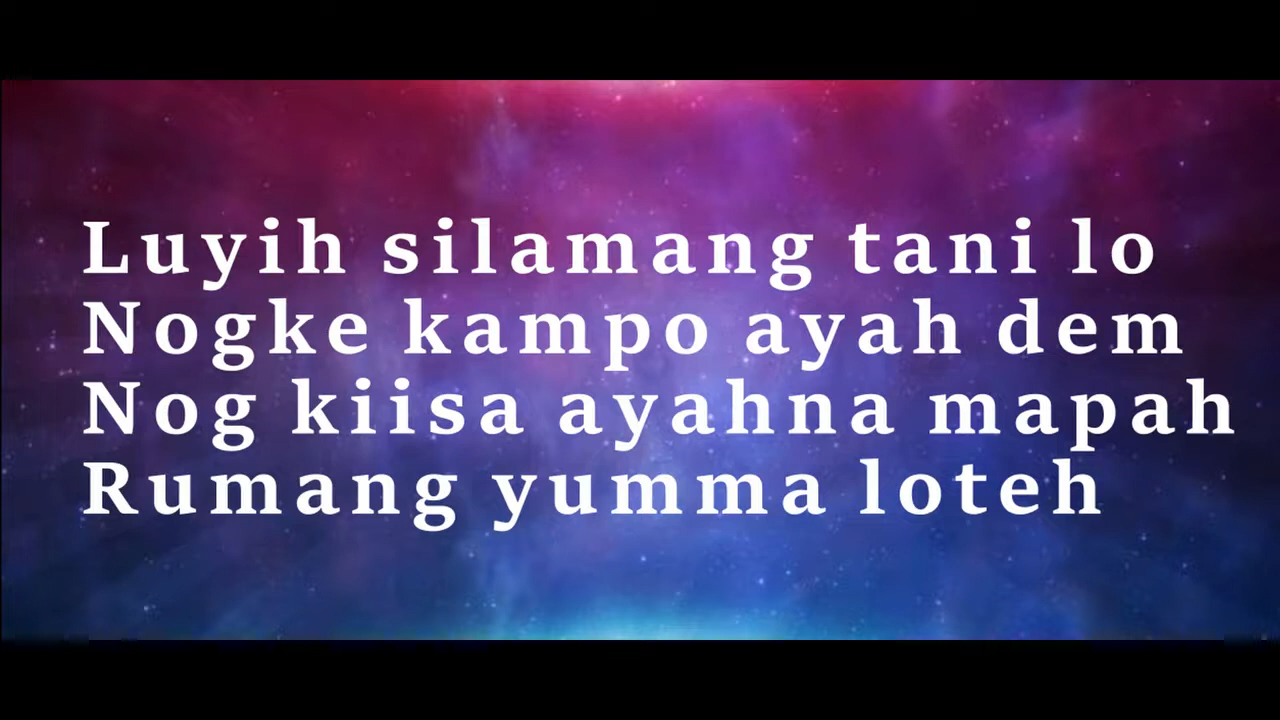 Luyih silamang tani lo
Nogke kampo ayah dem
Nog kiisa ayahna mapah
Rumang yumma loteh